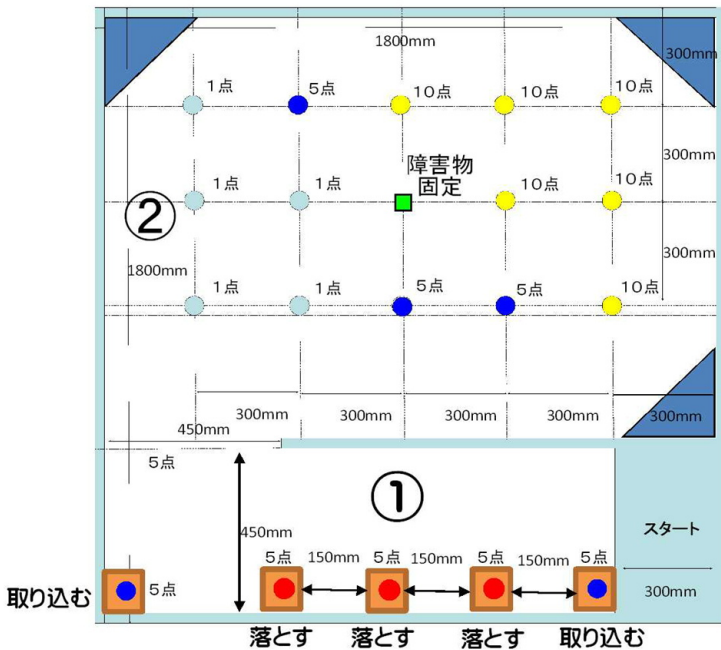 1800mm
300mm
1点
5点
10点
10点
10点
300mm
障害物
固定
1点
1点
10点
10点
②
300mm
1800mm
1点
1点
5点
5点
10点
300mm
300mm
300mm
300mm
300mm
450mm
5点
①
450mm
スタート
5点
150mm
5点
150mm
5点
150mm
5点
取り込む
5点
300mm
落とす
落とす
落とす
取り込む